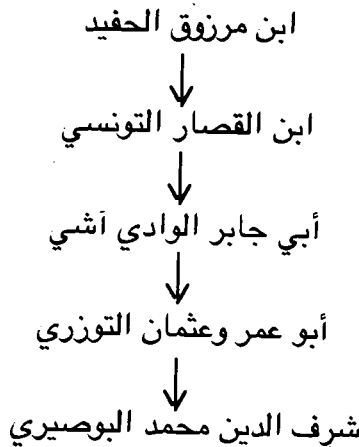 ابن مرزوق الحفيد
ابن القصار التونسي
أبي جابر الوادي آشي
أبو عمر وعثمان التوزري
شرف الدين محمد البوصيري